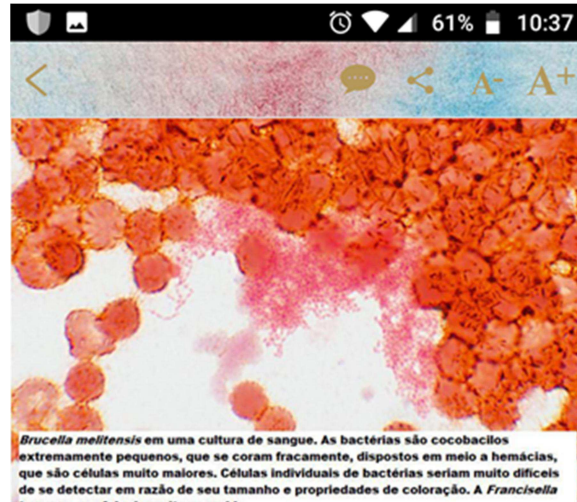 61% 10:37
A- A+
Brucella melitensis em uma cultura de sangue. As bactérias são cocobacilos
extremamente pequenos, que se coram fracamente, dispostos em meio a hemácias,
que são células muito maiores. Células individuais de bactérias seriam muito difíceis
de se detectar em razão de seu tamanho e propriedades de coloração. A Francisella